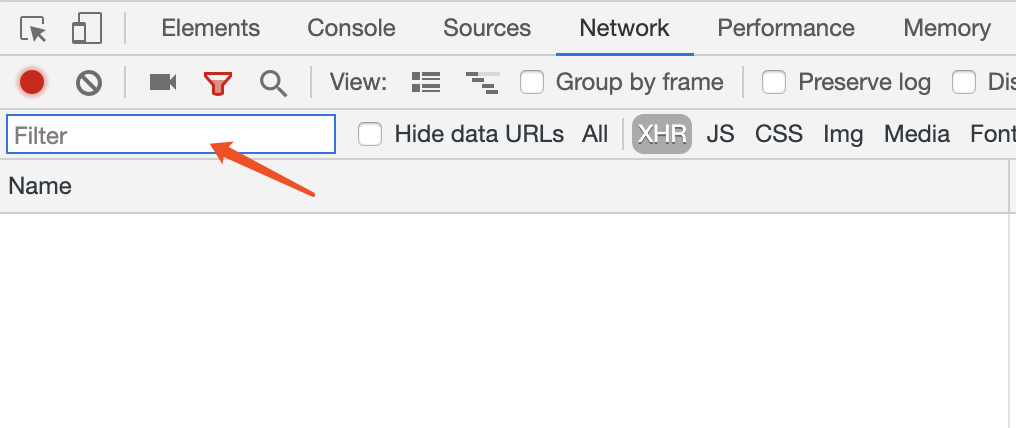 Elements Console Sources Network Performance Memory
View: Group by frame Preserve log Dis
Filter Hide data URLs All XHR JS CSS Img Media Font
Name